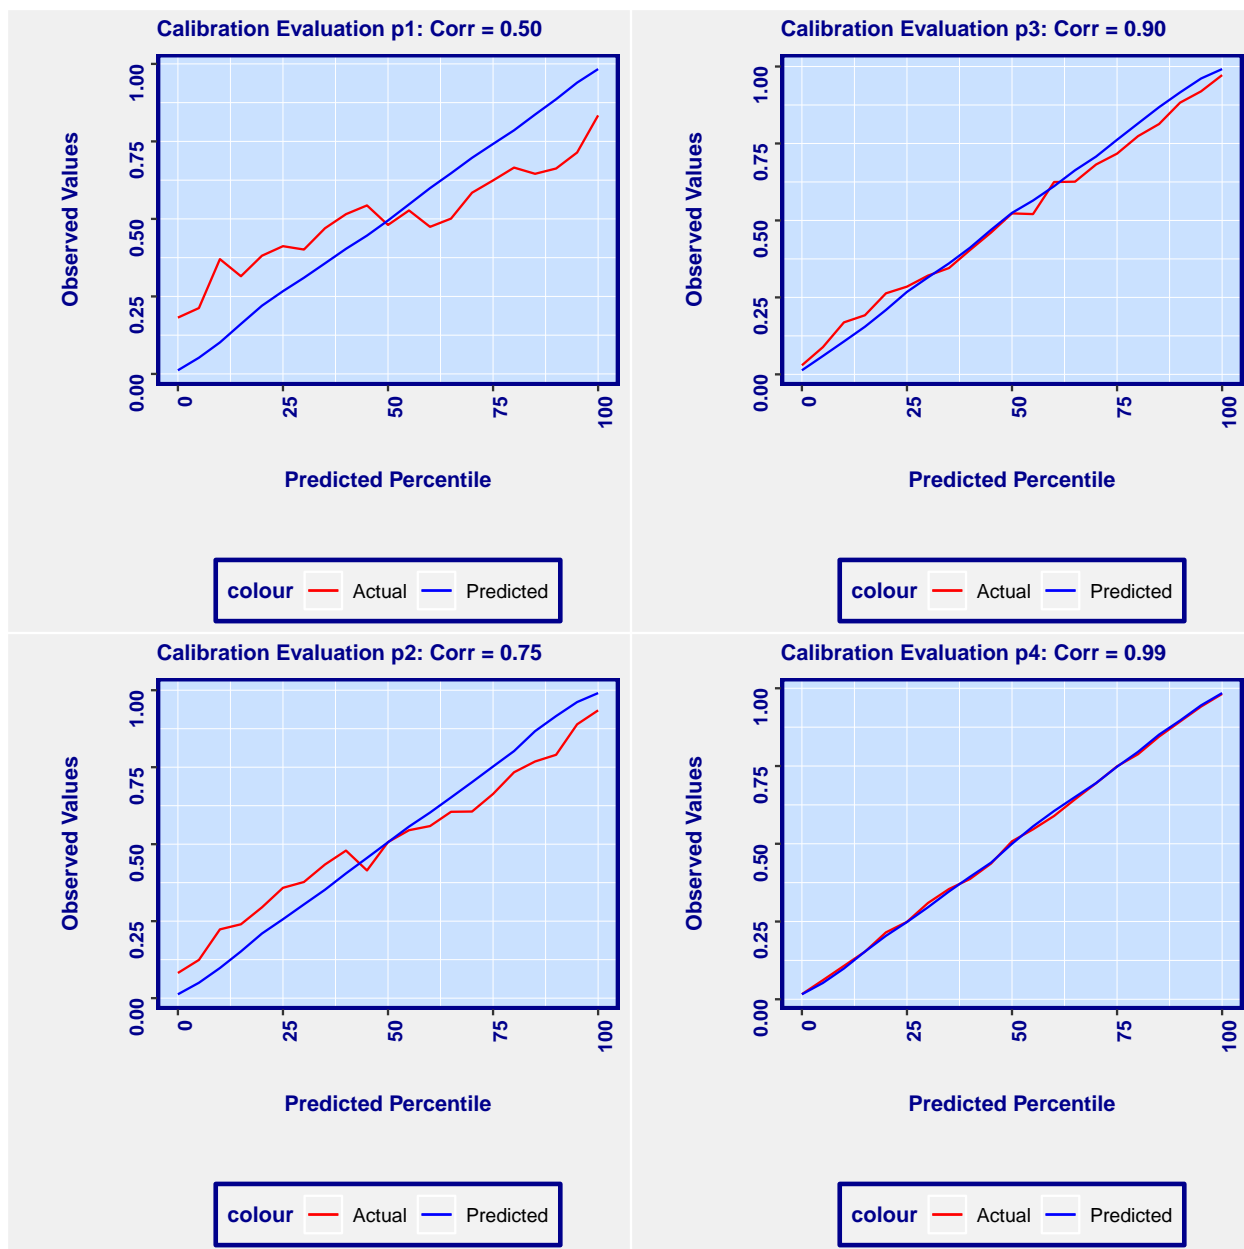 Calibration Evaluation p1: Corr = 0.50
Observed Values
1.00
0.75
0.50
0.25
0.00
0
25
50
75
100
Predicted Percentile
colour Actual Predicted
Calibration Evaluation p3: Corr = 0.90
Observed Values
1.00
0.75
0.50
0.25
0.00
0
25
50
75
100
Predicted Percentile
colour Actual Predicted
Calibration Evaluation p2: Corr = 0.75
Observed Values
1.00
0.75
0.50
0.25
0.00
0
25
50
75
100
Predicted Percentile
colour Actual Predicted
Calibration Evaluation p4: Corr = 0.99
Observed Values
1.00
0.75
0.50
0.25
0.00
0
25
50
75
100
Predicted Percentile
colour Actual Predicted